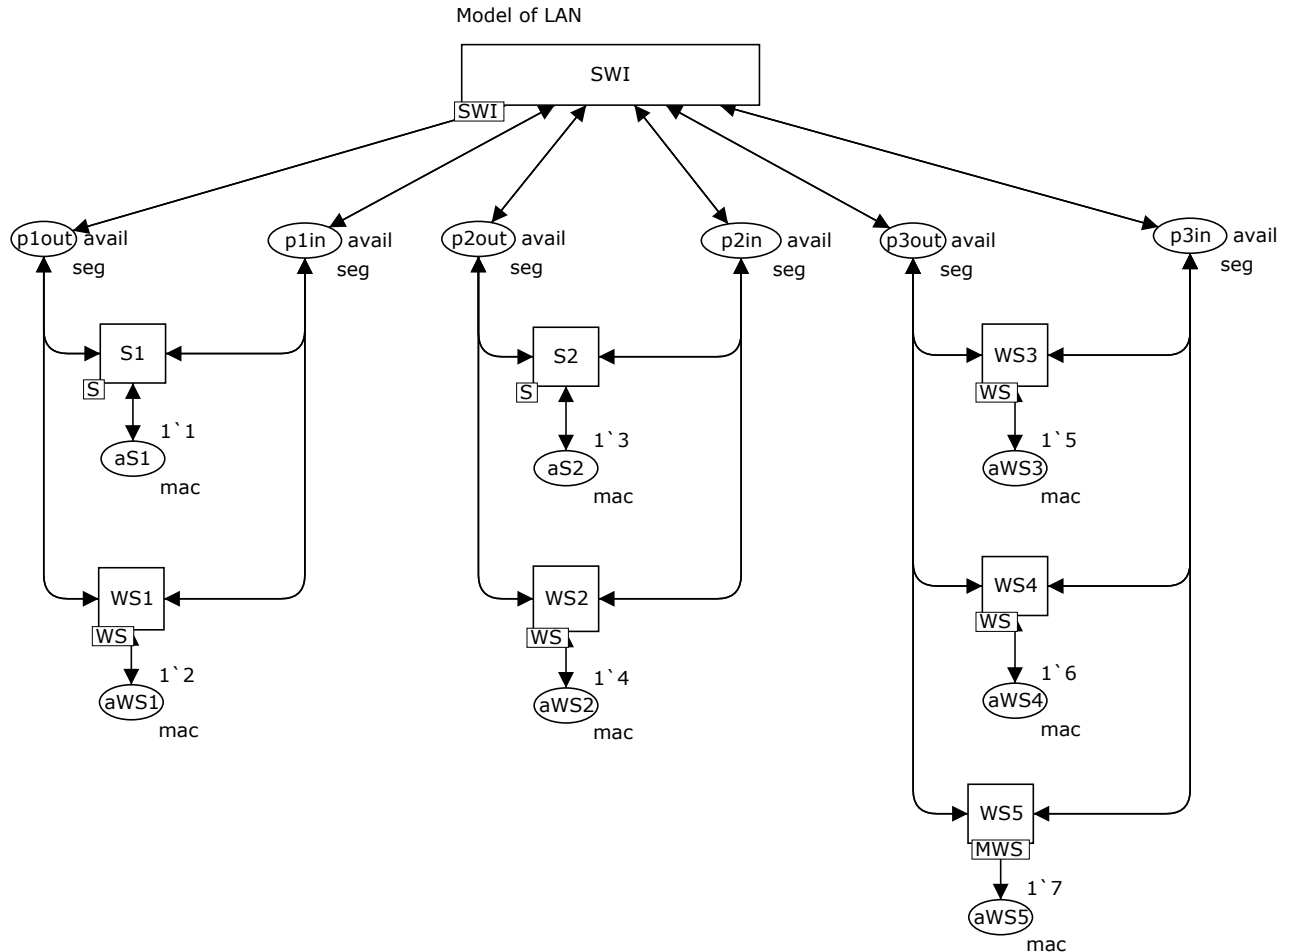 Model of LAN
SWI
SWI
p1out avail
seg
p1in avail
seg
p2out avail
seg
p2in avail
seg
p3out avail
seg
p3in avail
seg
S1
S
1`1
aS1
mac
S2
S
1`3
aS2
mac
WS3
WS
1`5
aWS3
mac
WS1
WS
1`2
aWS1
mac
WS2
WS
1`4
aWS2
mac
WS4
WS
1`6
aWS4
mac
WS5
MWS
1`7
aWS5
mac